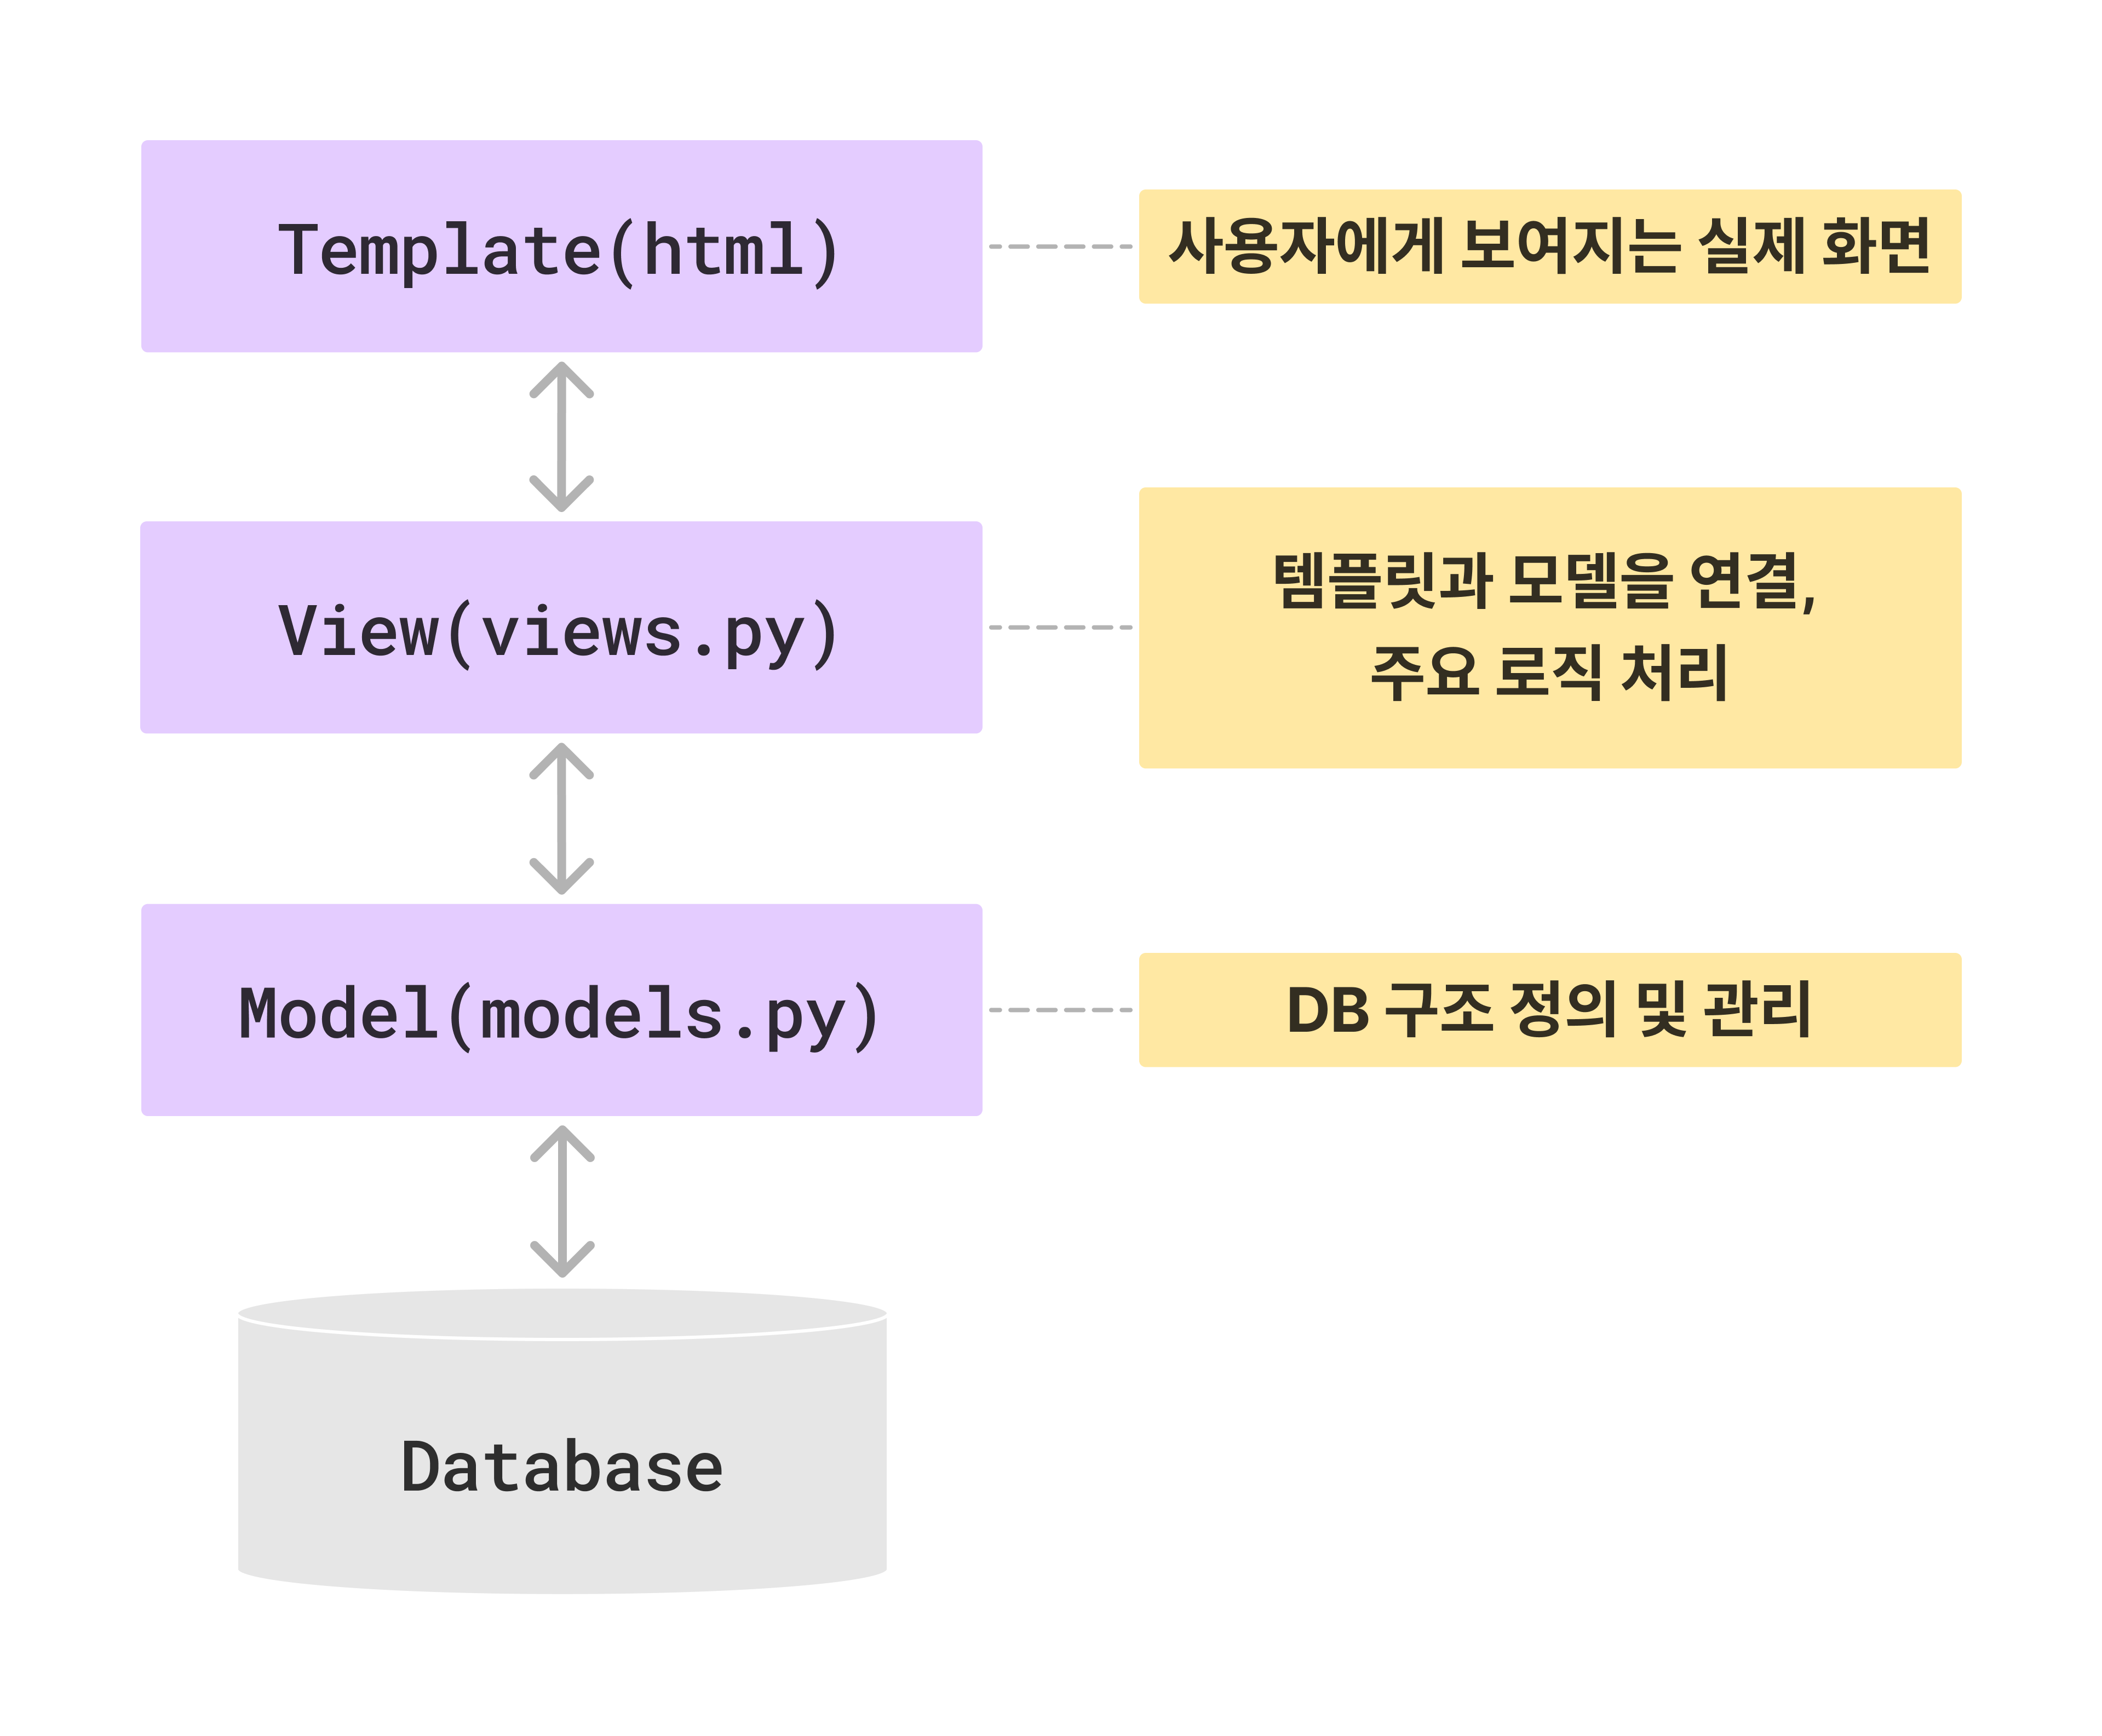 Template(html)
사용자에게 보여지는 실제 화면
View(views.py)
템플릿과 모델을 연결,
주요 로직 처리
Model(models.py)
DB 구조 정의 및 관리
Database